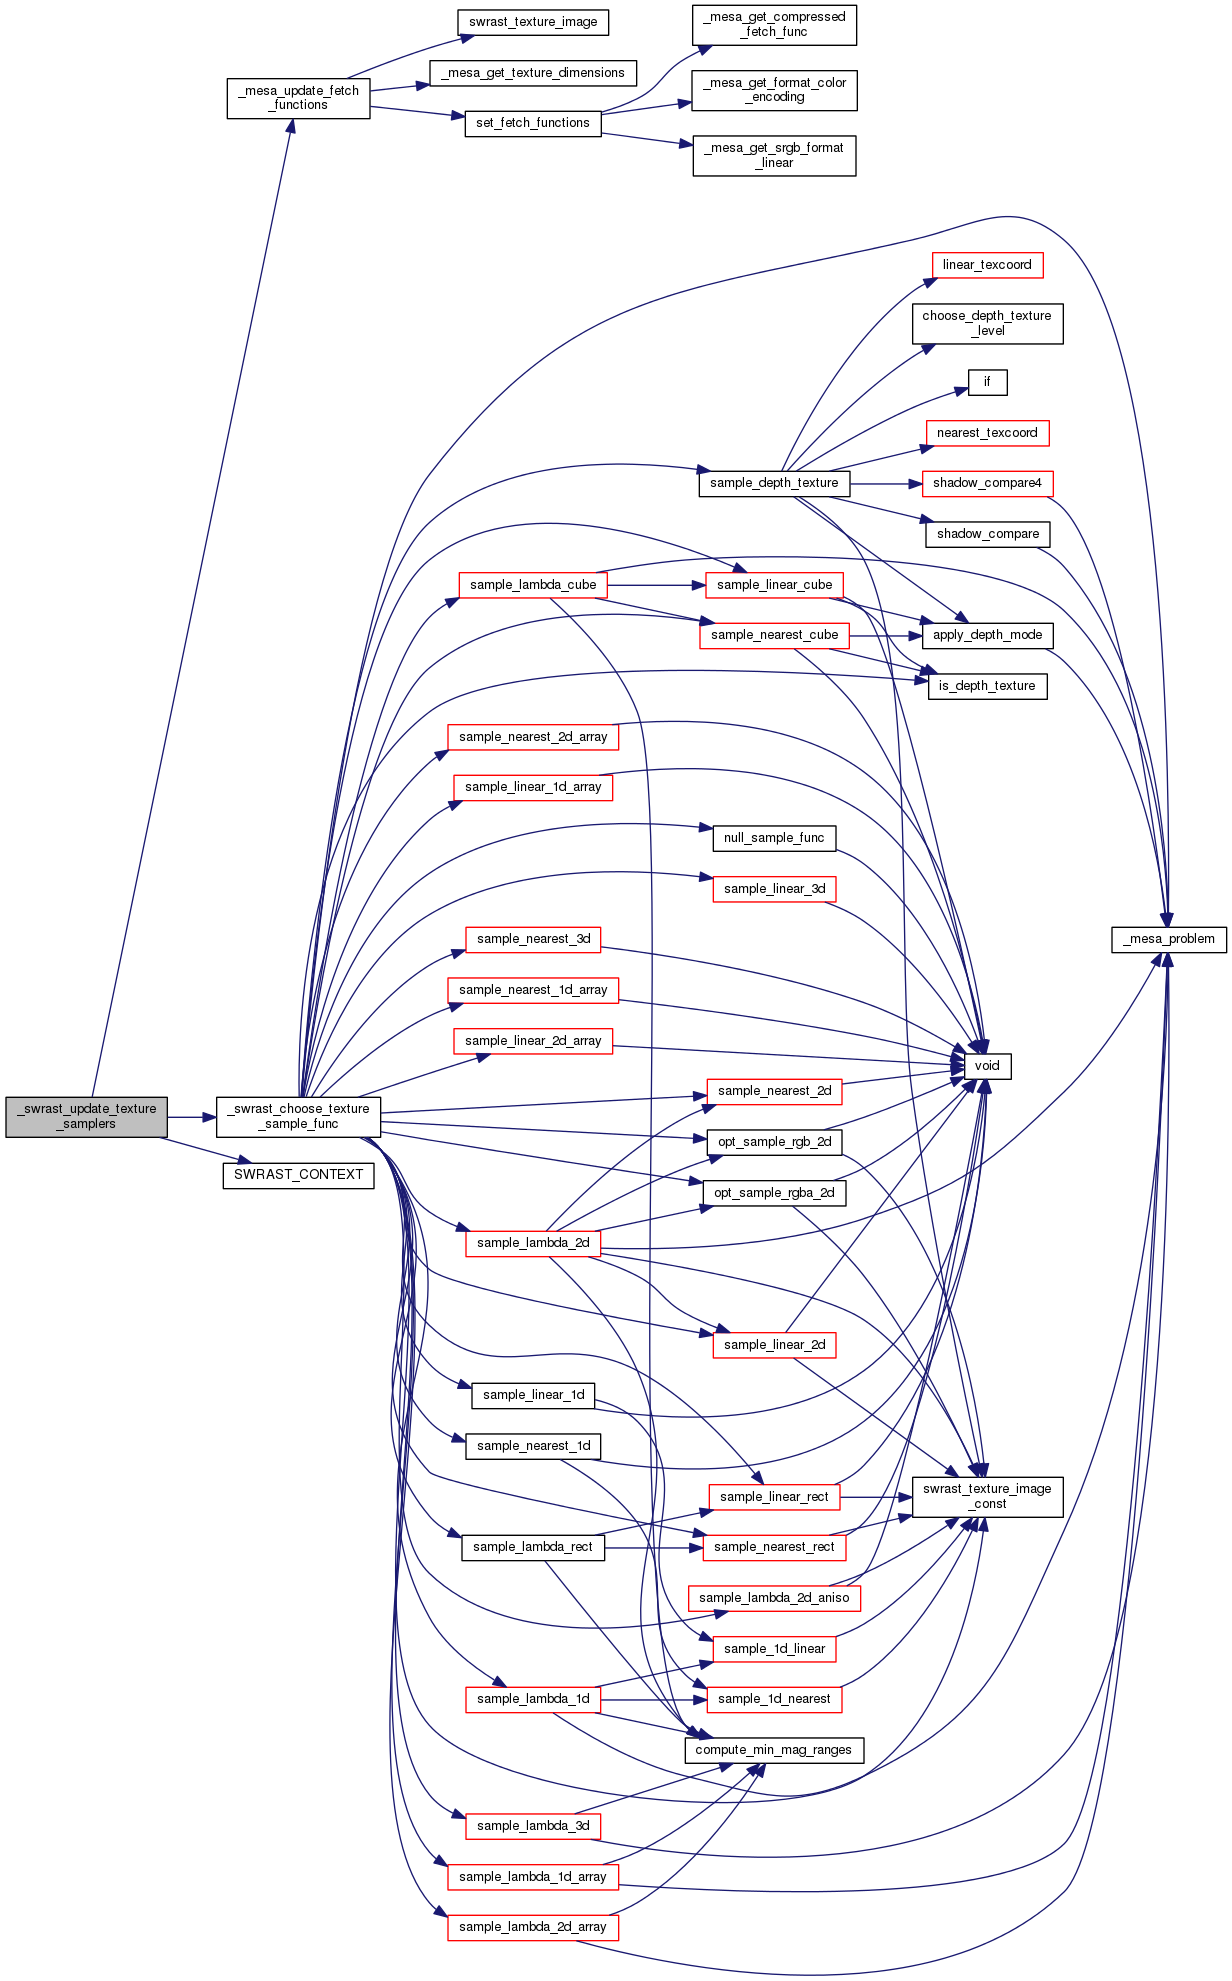 swrast_texture_image
_mesa_get_compressed
_fetch_func
_mesa_update_fetch
_functions
_mesa_get_texture_dimensions
_mesa_get_format_color
_encoding
set_fetch_functions
_mesa_get_srgb_format
_linear
linear_texcoord
choose_depth_texture
_level
if
nearest_texcoord
sample_depth_texture
shadow_compare4
shadow_compare
sample_lambda_cube
sample_linear_cube
sample_nearest_cube
apply_depth_mode
is_depth_texture
sample_nearest_2d_array
sample_linear_1d_array
null_sample_func
sample_linear_3d
sample_nearest_3d
_mesa_problem
sample_nearest_1d_array
sample_linear_2d_array
void
sample_nearest_2d
_swrast_update_texture
_samplers
_swrast_choose_texture
_sample_func
opt_sample_rgb_2d
SWRAST_CONTEXT
opt_sample_rgba_2d
sample_lambda_2d
sample_linear_2d
sample_linear_1d
sample_nearest_1d
sample_linear_rect
swrast_texture_image
_const
sample_lambda_rect
sample_nearest_rect
sample_lambda_2d_aniso
sample_1d_linear
sample_lambda_1d
sample_1d_nearest
compute_min_mag_ranges
sample_lambda_3d
sample_lambda_1d_array
sample_lambda_2d_array